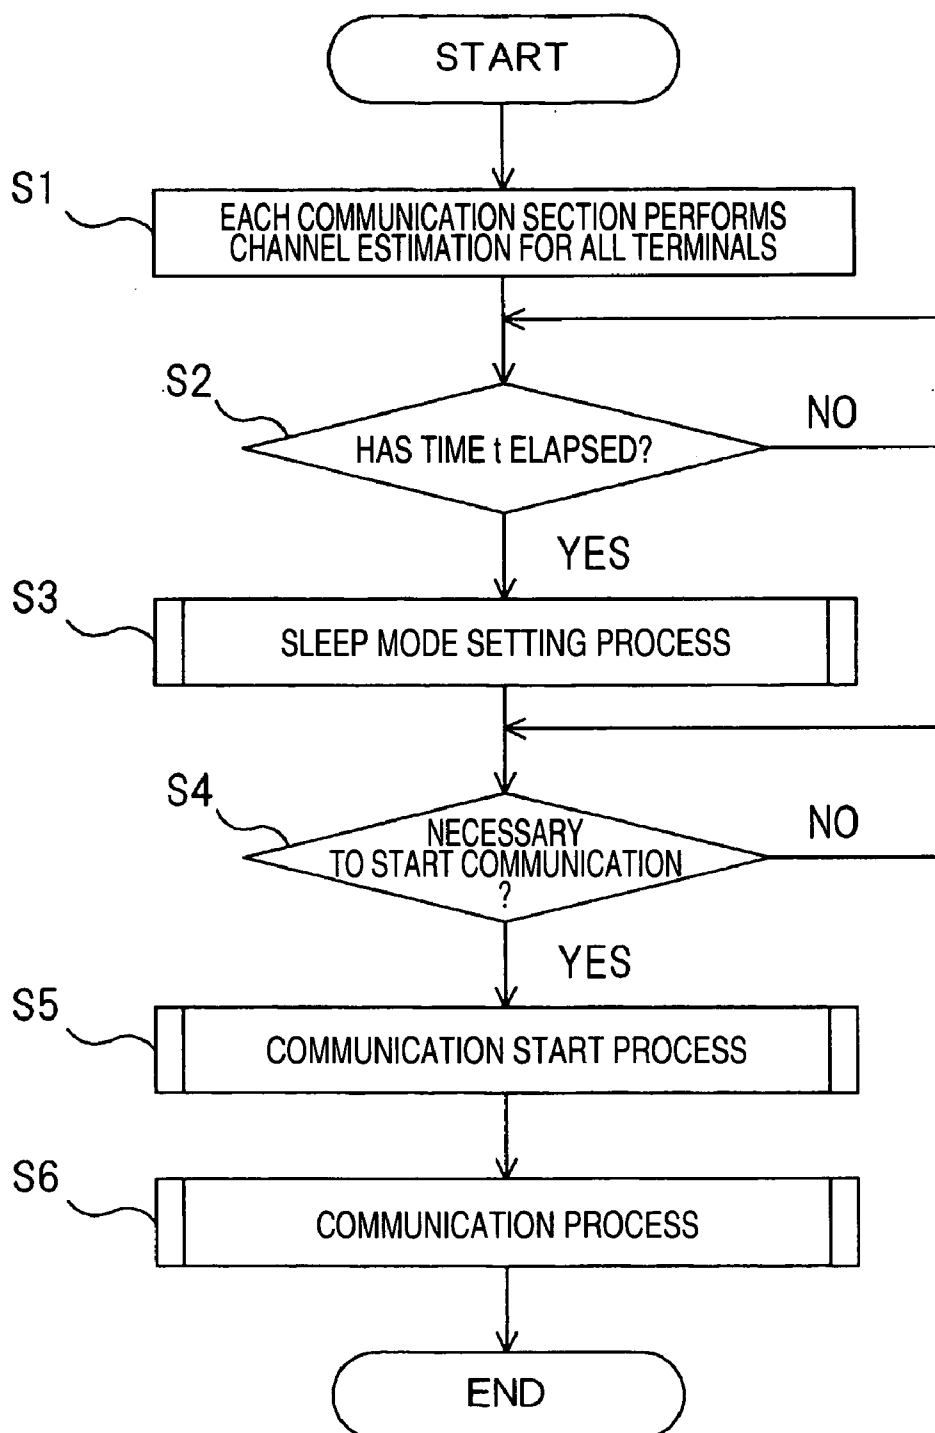 START
S1
EACH COMMUNICATION SECTION PERFORMS
CHANNEL ESTIMATION FOR ALL TERMINALS
S2
HAS TIME t ELAPSED?
NO
YES
S3
SLEEP MODE SETTING PROCESS
S4
NECESSARY
TO START COMMUNICATION
?
NO
YES
S5
COMMUNICATION START PROCESS
S6
COMMUNICATION PROCESS
END